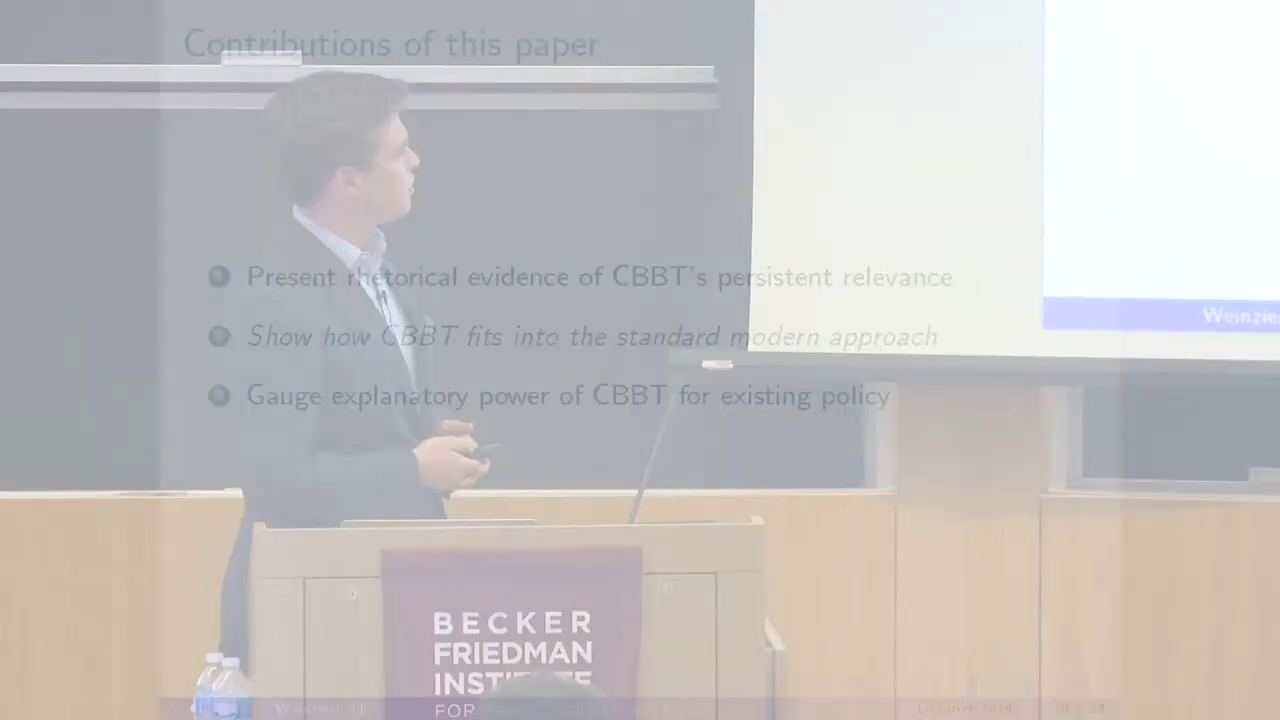 Contributions of this paper
Present rhetorical evidence of CBBT's persistent relevance
Show how CBBT fits into the standard modern approach
Gauge explanatory power of CBBT for existing policy
Weinzie
BECKER
FRIEDMAN
INSTITUTE
FOR